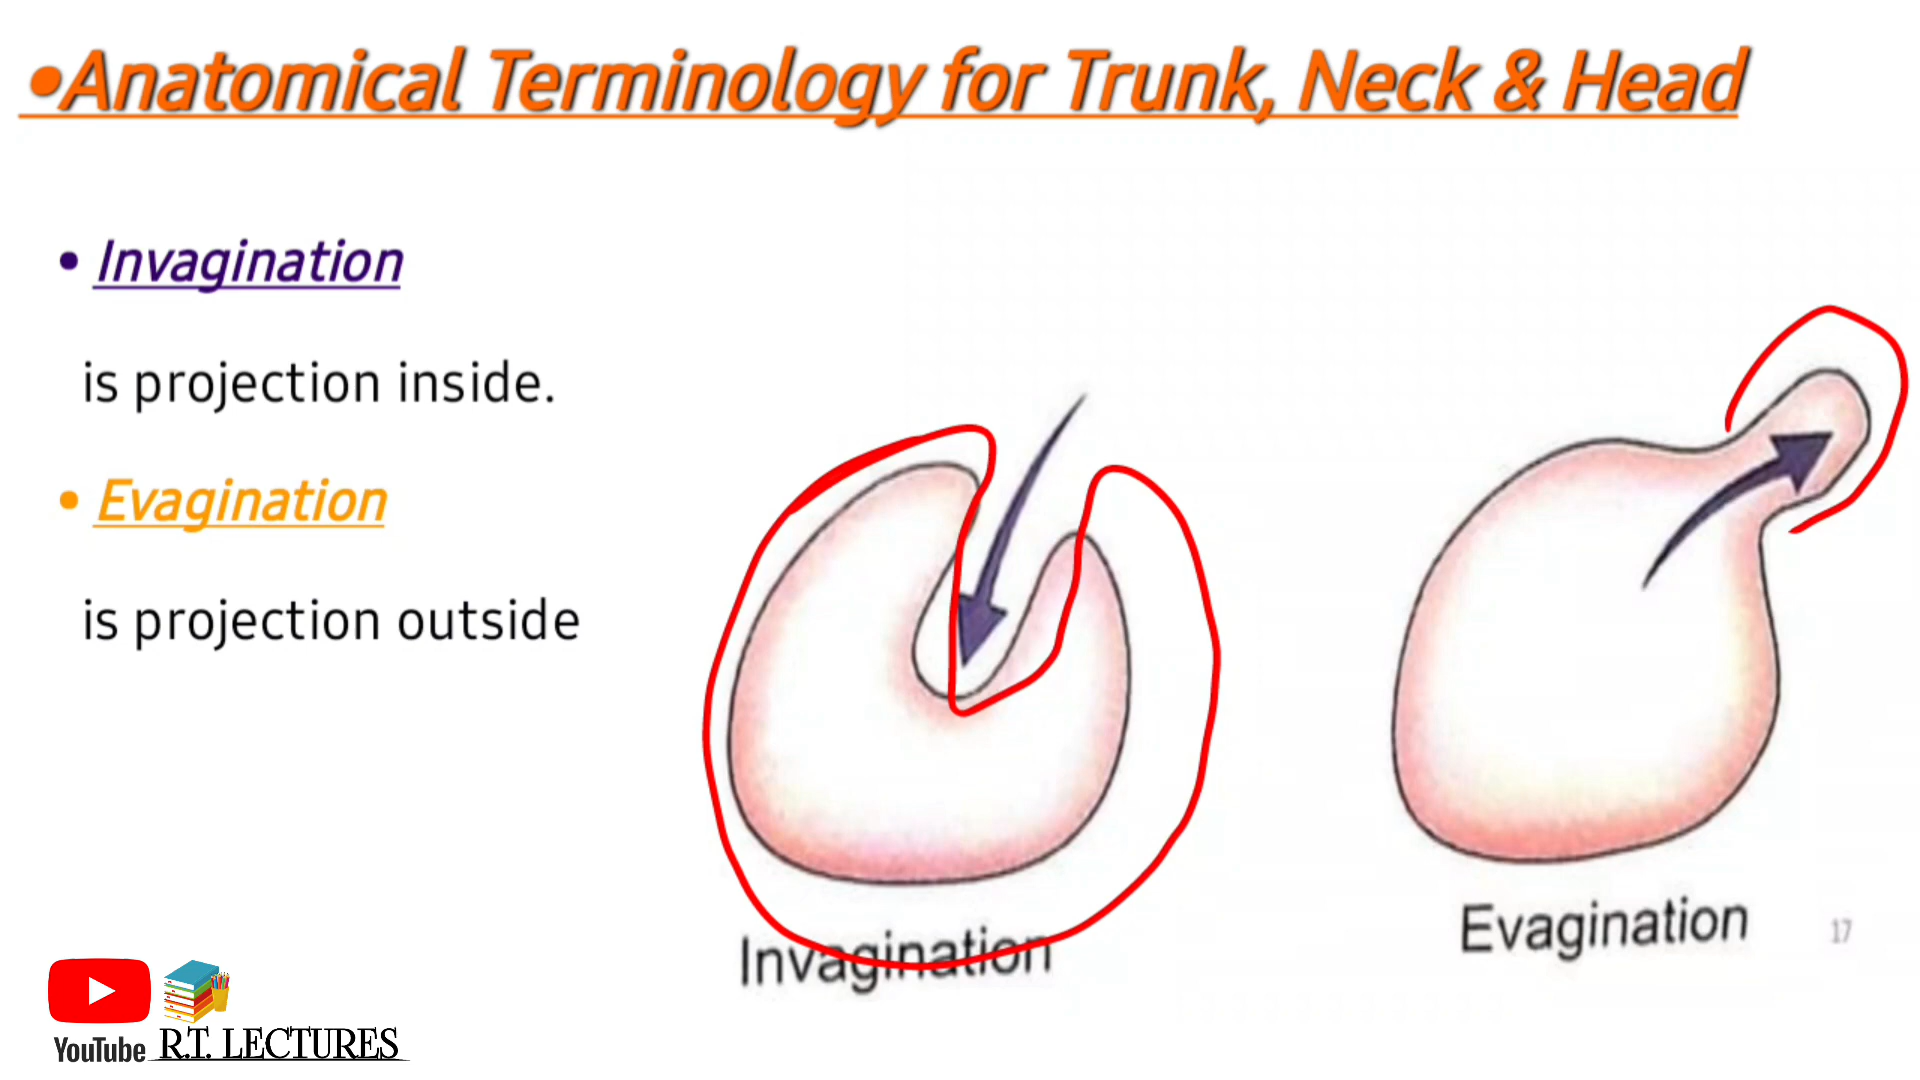 •Anatomical Terminology for Trunk, Neck & Head
• Invagination
is projection inside.
• Evagination
is projection outside
Invagination
Evagination
17
YouTube R.T. LECTURES